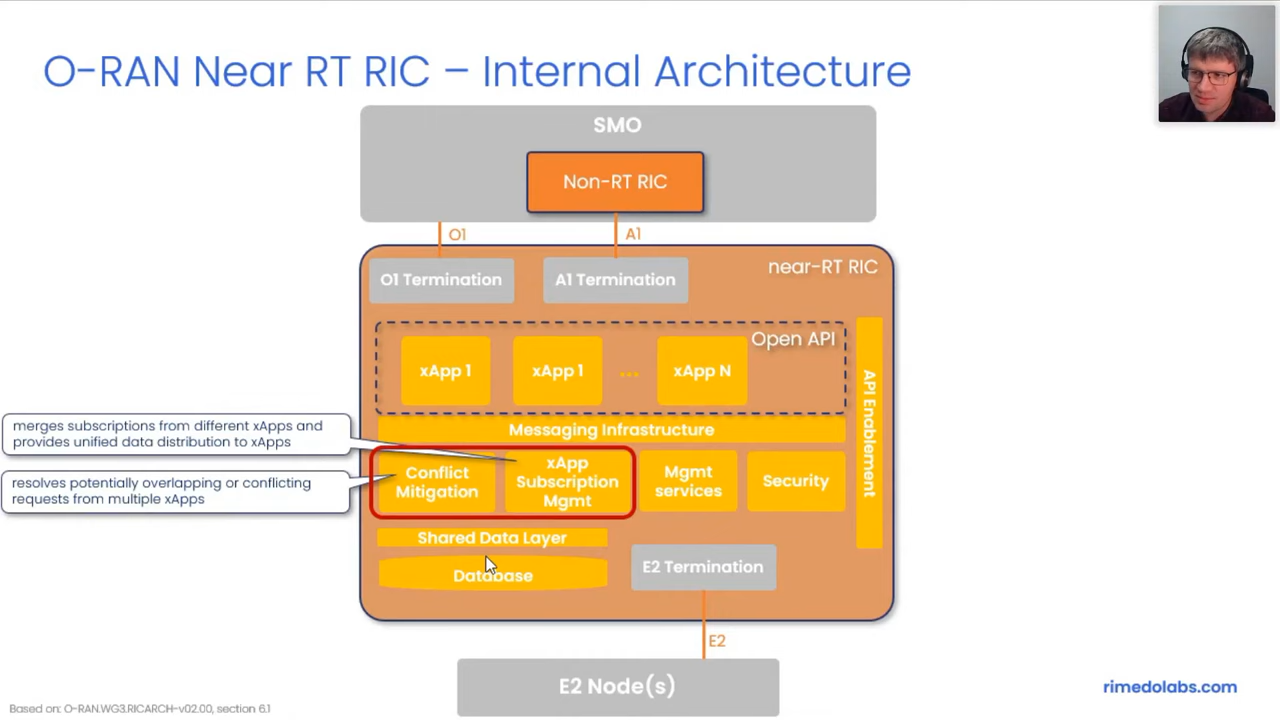 O-RAN Near RT RIC – Internal Architecture
SMO
Non-RT RIC
O1
A1
O1 Termination
A1 Termination
near-RT RIC
Open API
xApp 1
xApp 1
...
xApp N
API Enablement
Messaging Infrastructure
merges subscriptions from different xApps and
provides unified data distribution to xApps
resolves potentially overlapping or conflicting
requests from multiple xApps
Conflict
Mitigation
xApp
Subscription
Mgmt
Mgmt
services
Security
Shared Data Layer
Database
E2 Termination
E2
E2 Node(s)
rimedolabs.com
Based on: O-RAN.WG3.RICARCH-v02.00, section 6.1